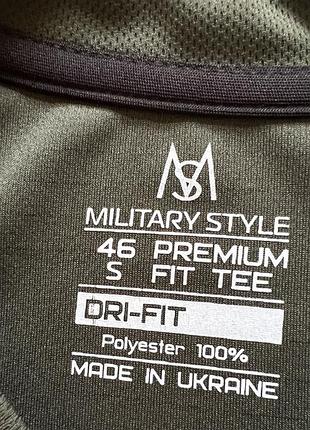 MS
MILITARY STYLE
46 PREMIUM
S FIT TEE
DRI-FIT
Polyester 100%
MADE IN UKRAINE